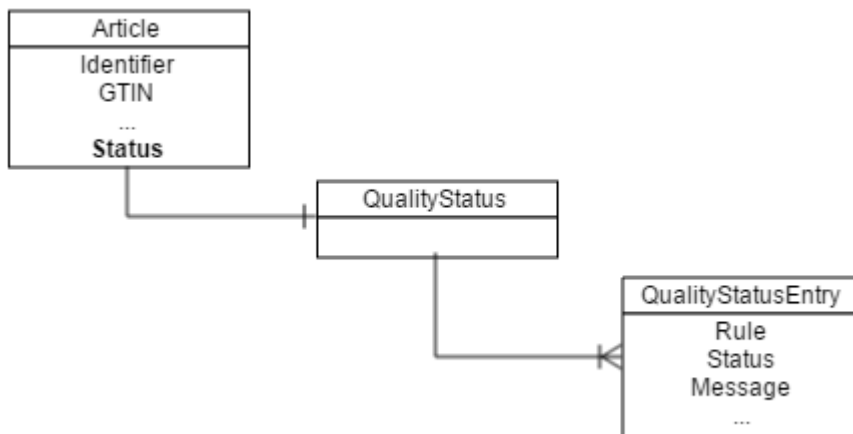 Article
Identifier
GTIN
...
Status
QualityStatus
QualityStatusEntry
Rule
Status
Message
...